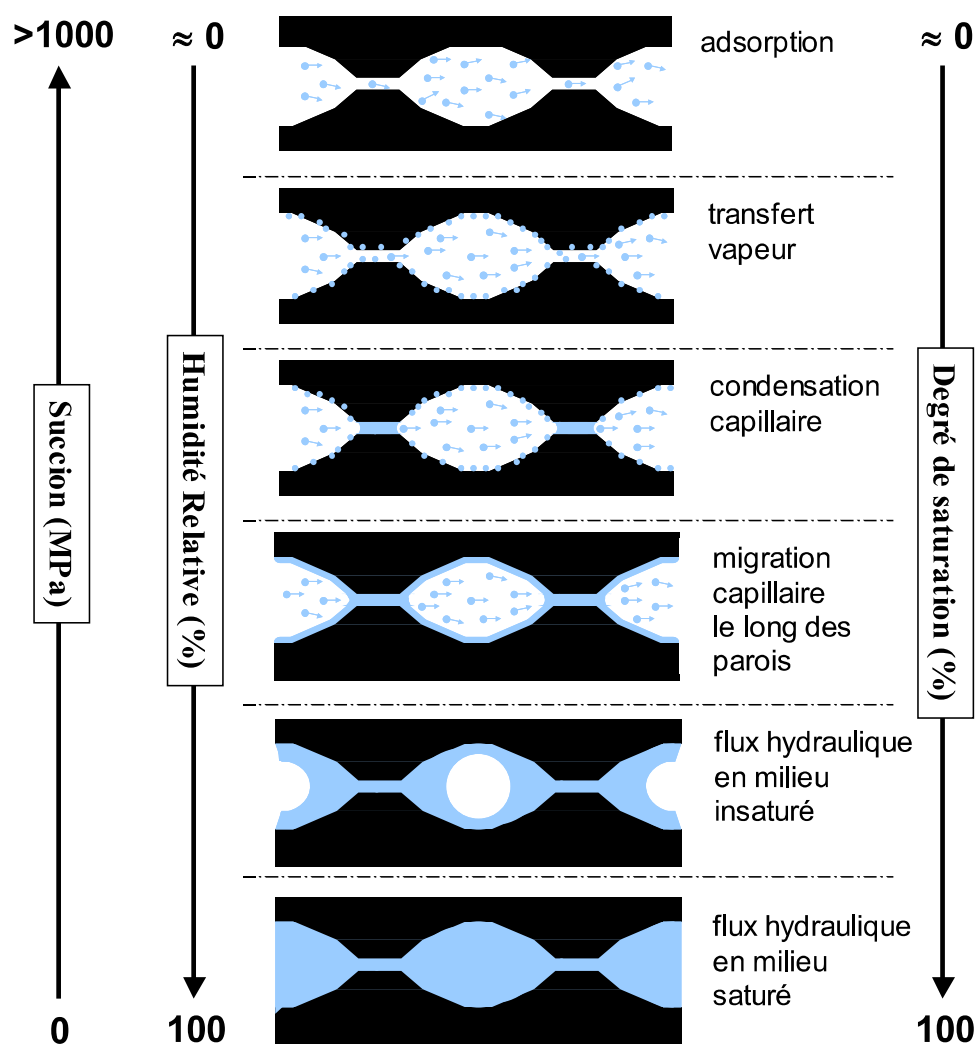 >1000
≈ 0
adsorption
≈ 0
transfert
vapeur
condensation
capillaire
Succion (MPa)
Humidité Relative (%)
Degré de saturation (%)
migration
capillaire
le long des
parois
flux hydraulique
en milieu
insaturé
flux hydraulique
en milieu
saturé
0
100
100